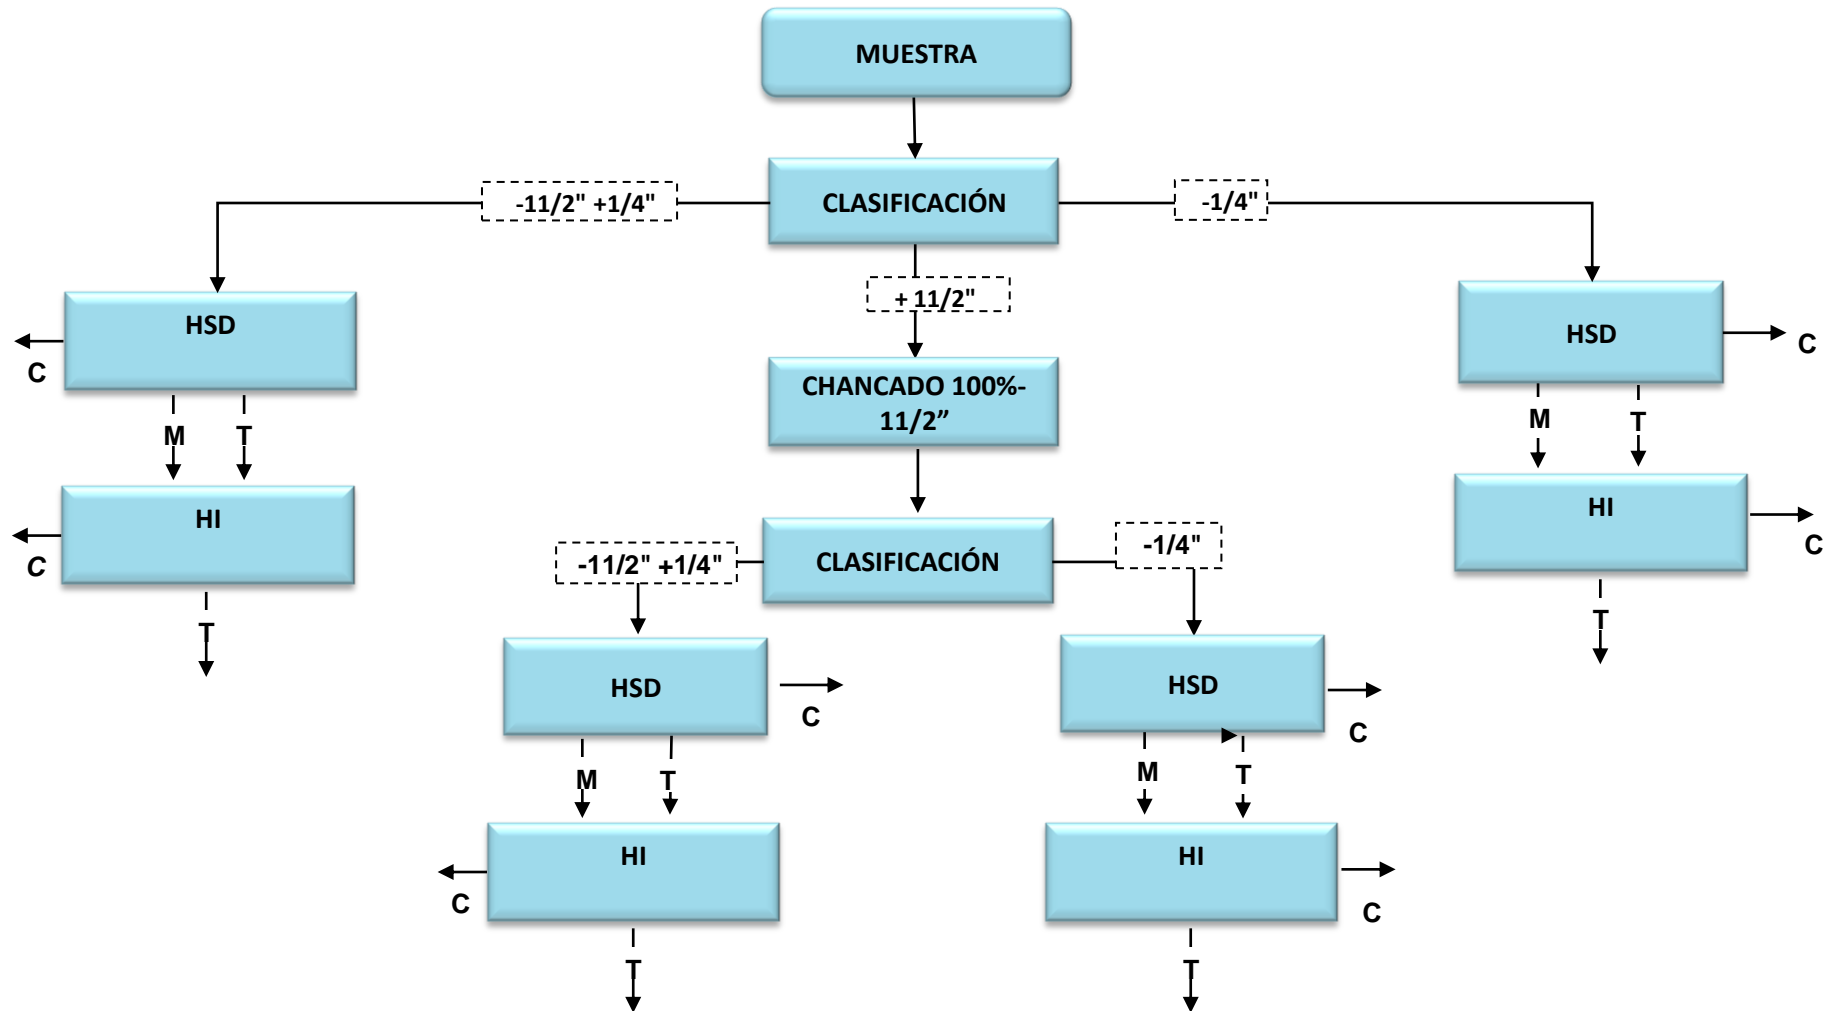 MUESTRA
-11/2" +1/4"
CLASIFICACIÓN
-1/4"
+ 11/2"
HSD
C
M
T
HI
C
T
CHANCADO 100%-
11/2”
CLASIFICACIÓN
-11/2" +1/4"
-1/4"
HSD
C
M
T
HI
C
T
HSD
C
M
T
HI
C
T
HSD
C
M
T
HI
C
T